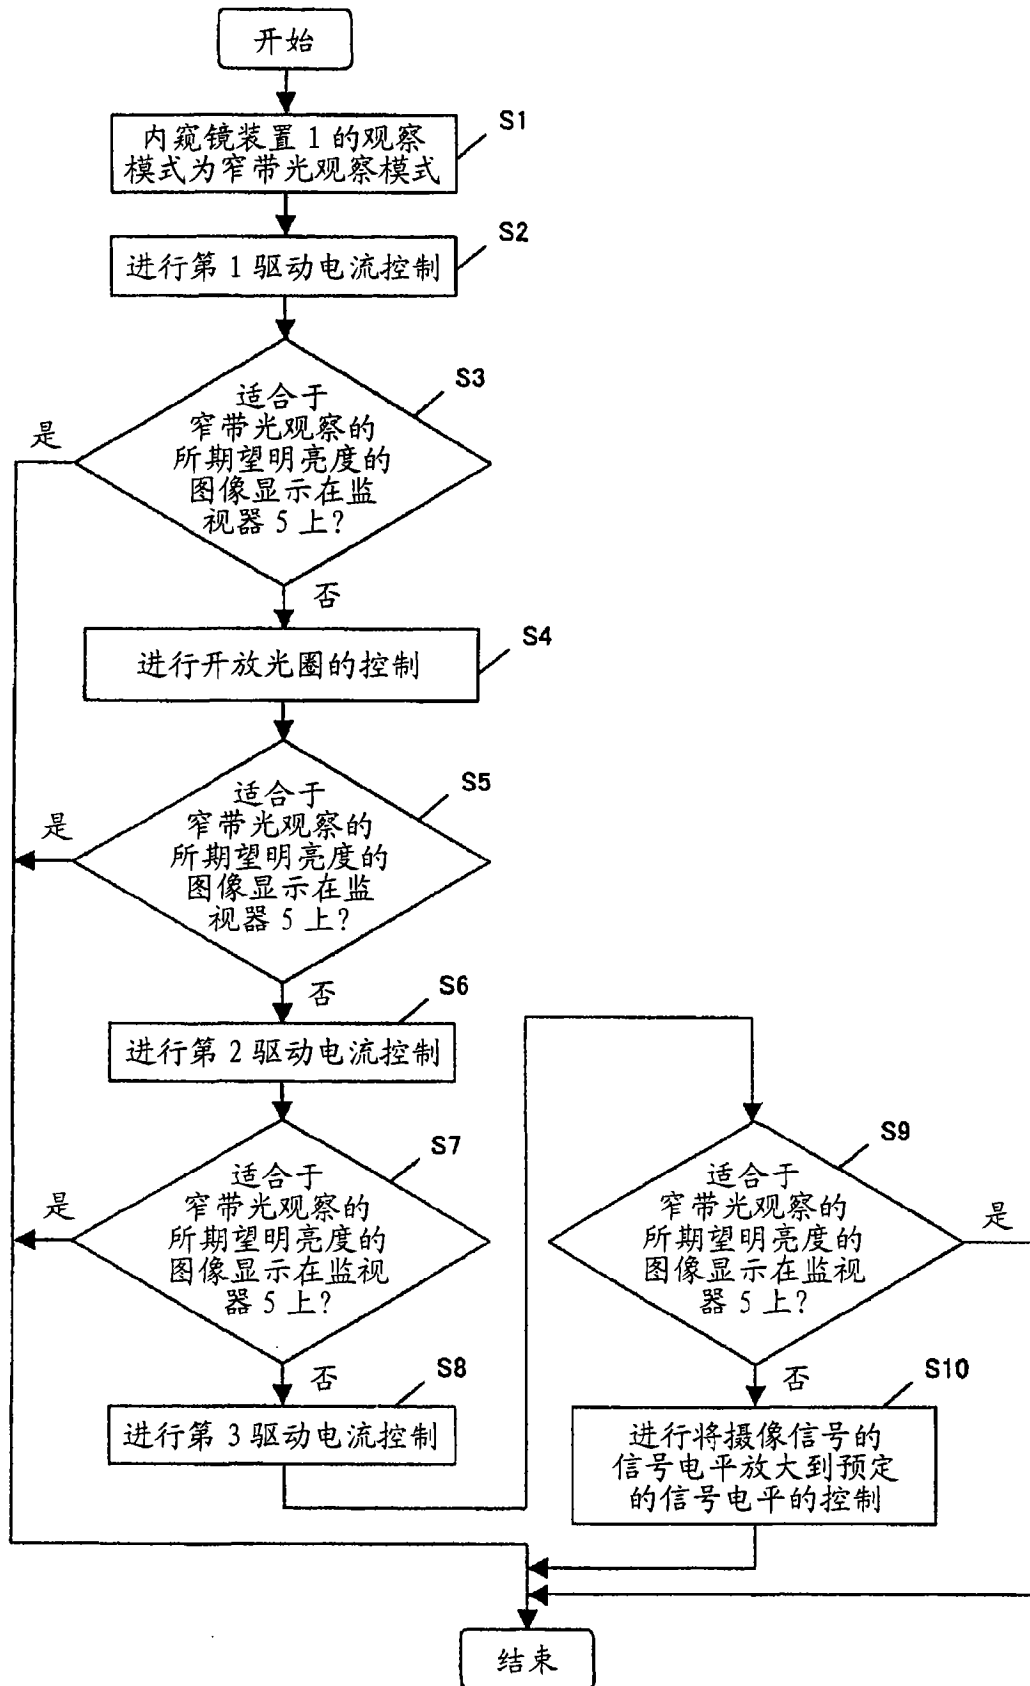 开始
内窥镜装置 1 的观察
模式为窄带光观察模式
S1
进行第 1 驱动电流控制
S2
适合于
窄带光观察的
所期望明亮度的
图像显示在监
视器 5 上？
S3
是
否
进行开放光圈的控制
S4
适合于
窄带光观察的
所期望明亮度的
图像显示在监
视器 5 上？
S5
是
否
进行第 2 驱动电流控制
S6
适合于
窄带光观察的
所期望明亮度的
图像显示在监视
器 5 上？
S7
是
否
进行第 3 驱动电流控制
S8
适合于
窄带光观察的
所期望明亮度的
图像显示在监视
器 5 上？
S9
是
否
进行将摄像信号的
信号电平放大到预定
的信号电平的控制
S10
结束